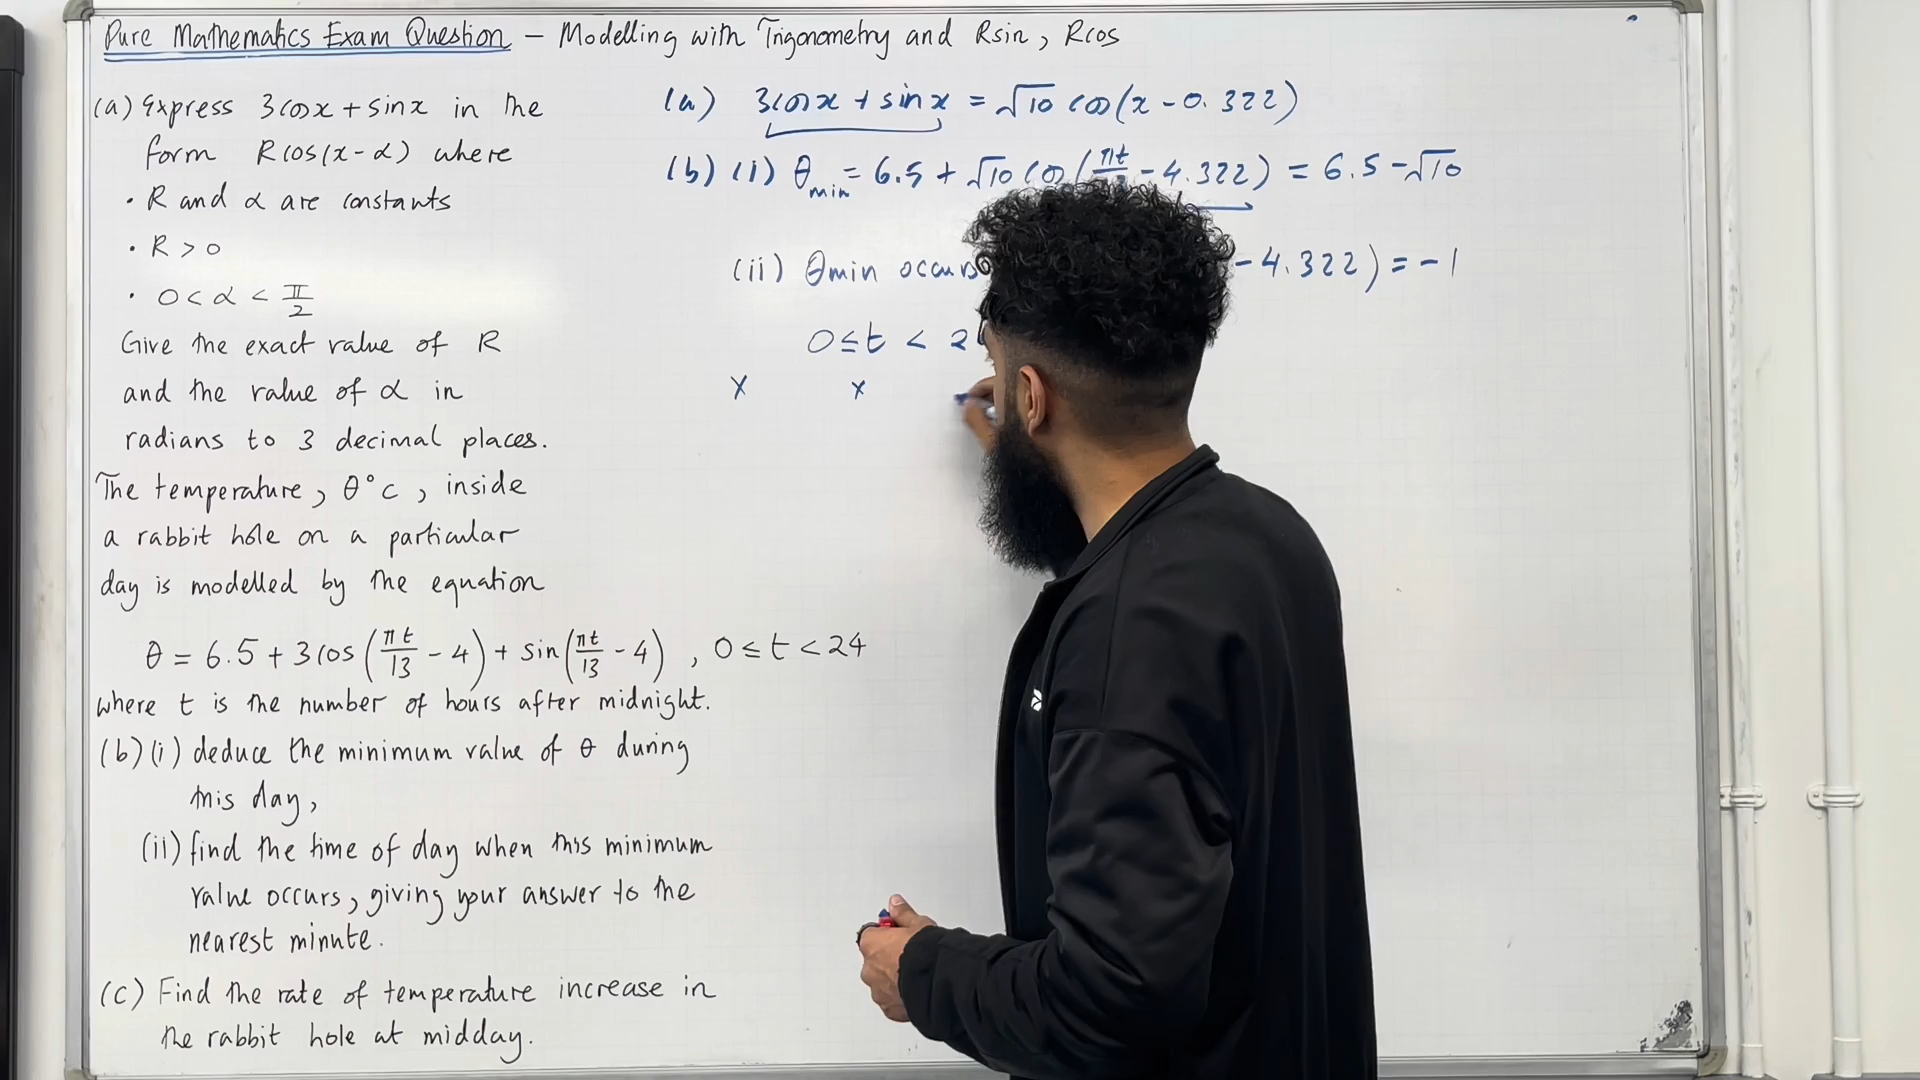 Pure Mathematics Exam Question – Modelling with Trigonometry and Rsin, Rcos
(a) Express 3cosx + sinx in the
form Rcos(x-α) where
· R and α are constants
· R > 0
· 0 < α < π/2
Give the exact value of R
and the value of α in
radians to 3 decimal places.
The temperature, θ°c, inside
a rabbit hole on a particular
day is modelled by the equation
θ = 6.5 + 3cos(πt/13 - 4) + sin(πt/13 - 4), 0 ≤ t < 24
where t is the number of hours after midnight.
(b) (i) deduce the minimum value of θ during
this day,
(ii) find the time of day when this minimum
value occurs, giving your answer to the
nearest minute.
(c) Find the rate of temperature increase in
the rabbit hole at midday.
(a) 3cosx + sinx = √10 cos(x - 0.322)
(b) (i) θmin = 6.5 + √10 cos(πt - 4.322) = 6.5 - √10
(ii) θmin occurs - 4.322) = -1
0 ≤ t < 2
x x